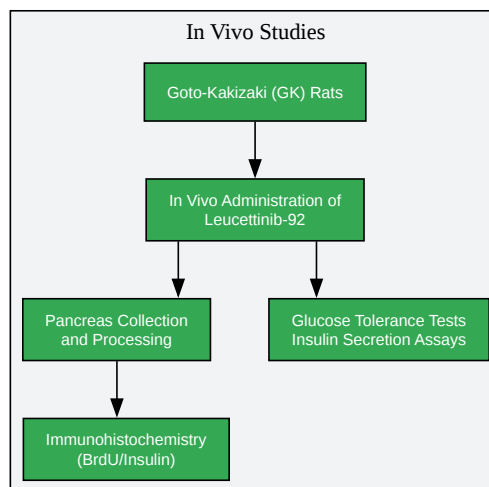 In Vivo Studies
Goto-Kakizaki (GK) Rats
In Vivo Administration of
Leucettinib-92
Pancreas Collection
and Processing
Glucose Tolerance Tests
Insulin Secretion Assays
Immunohistochemistry
(BrdU/Insulin)